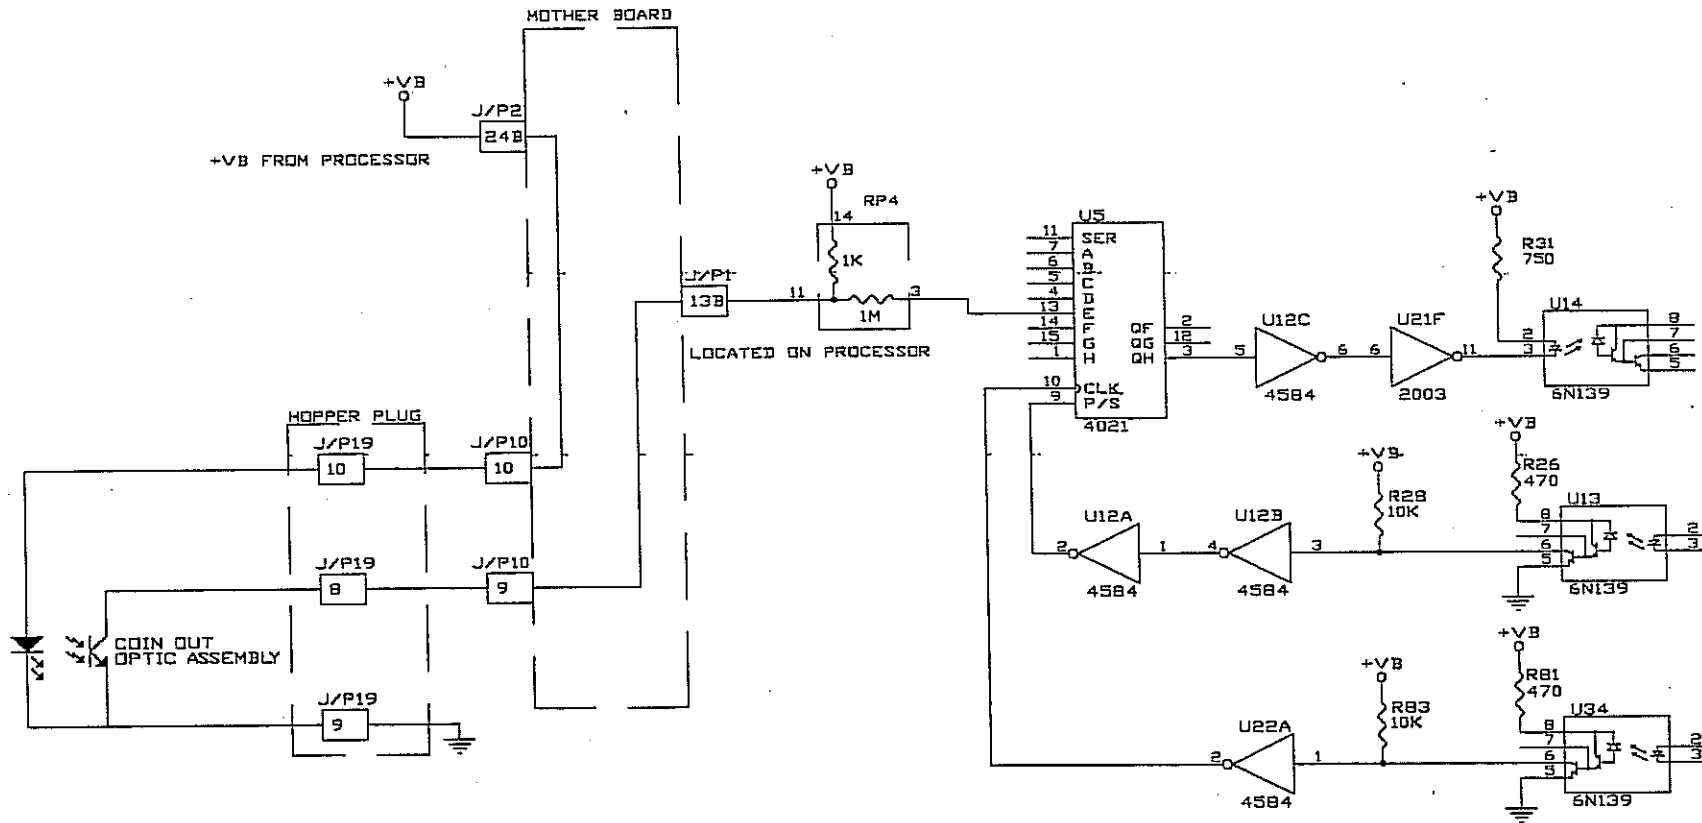 MOTHER BOARD
+VB
J/P2
24B
+VB FROM PROCESSOR
+VB
RP4
14
1K
J/P1
13B
11
3
1M
LOCATED ON PROCESSOR
U5
11 SER
7 A
6 B
5 C
4 D
13 E
14 F
15 G
1 H
QF 2
QG 12
QH 3
10 CLK
9 P/S
4021
U12C
5
6
4584
U21F
6
11
2003
+VB
R31
750
U14
2
3
8
7
6
5
6N139
HOPPER PLUG
J/P19
10
J/P10
10
J/P19
8
J/P10
9
COIN OUT
OPTIC ASSEMBLY
J/P19
9
U12A
2
1
4584
U12B
4
3
4584
+VB
R28
10K
+VB
R26
470
U13
8
7
6
5
2
3
6N139
U22A
2
1
4584
+VB
R83
10K
+VB
R81
470
U34
8
7
6
5
2
3
6N139